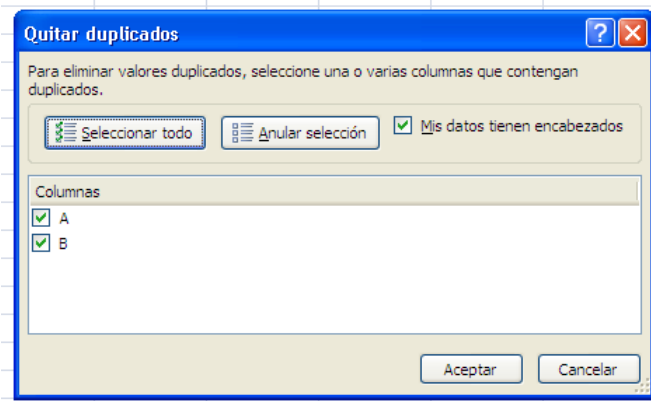 Quitar duplicados
Para eliminar valores duplicados, seleccione una o varias columnas que contengan
duplicados.
Seleccionar todo
Anular selección
Mis datos tienen encabezados
Columnas
A
B
Aceptar
Cancelar